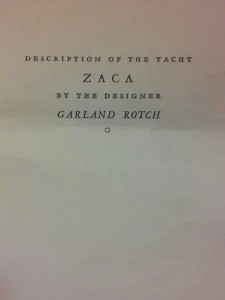 DESCRIPTION OF THE YACHT
ZACA
BY THE DESIGNER
GARLAND ROTCH